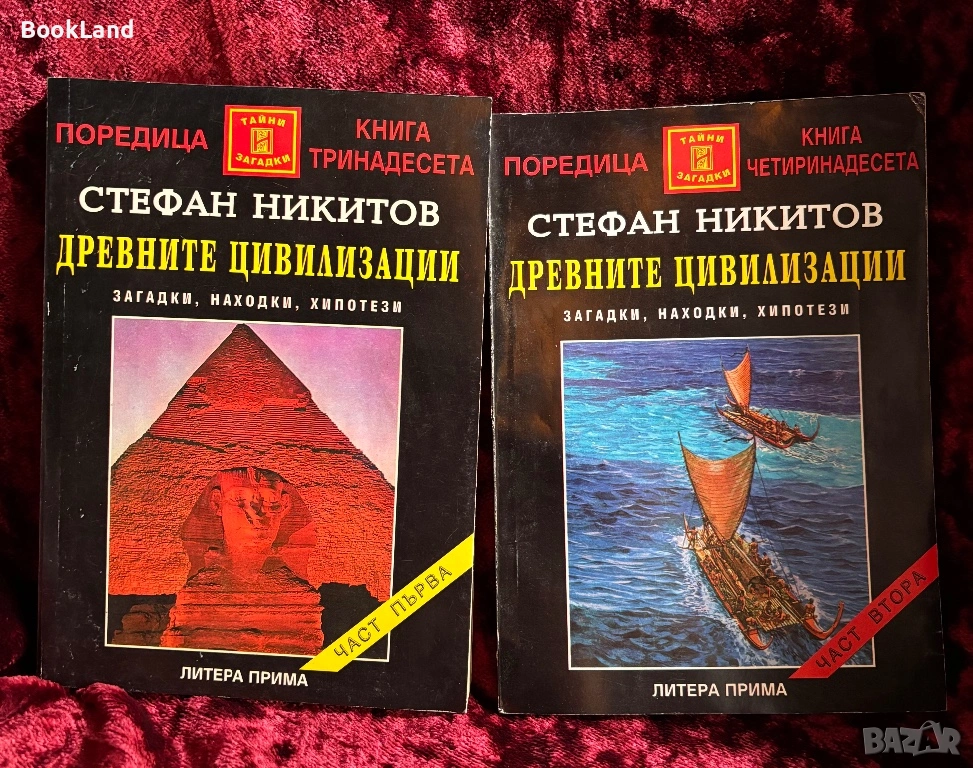 BookLand
ПОРЕДИЦА
ТАЙНИ
ЗАГАДКИ
КНИГА
ТРИНАДЕСЕТА
СТЕФАН НИКИТОВ
ДРЕВНИТЕ ЦИВИЛИЗАЦИИ
ЗАГАДКИ, НАХОДКИ, ХИПОТЕЗИ
ЧАСТ ПЪРВА
ЛИТЕРА ПРИМА
ПОРЕДИЦА
ТАЙНИ
ЗАГАДКИ
КНИГА
ЧЕТИРИНАДЕСЕТА
СТЕФАН НИКИТОВ
ДРЕВНИТЕ ЦИВИЛИЗАЦИИ
ЗАГАДКИ, НАХОДКИ, ХИПОТЕЗИ
ЧАСТ ВТОРА
ЛИТЕРА ПРИМА
BAZAR